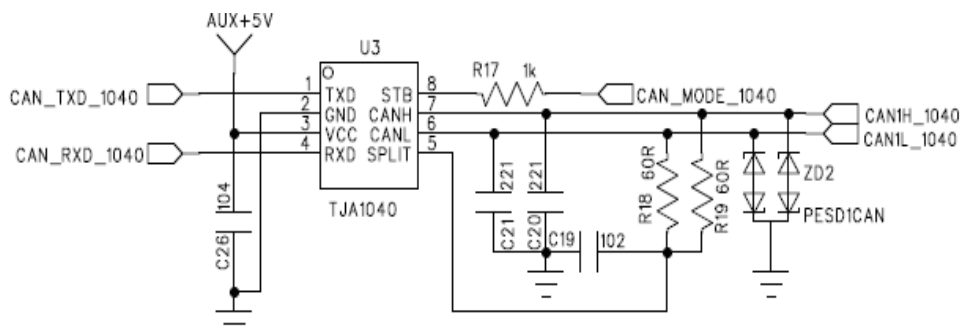 AUX+5V
U3
R17 1k
CAN_TXD_1040 1 TXD STB 8 CAN_MODE_1040
2 GND CANH 7 CAN1H_1040
3 VCC CANL 6 CAN1L_1040
CAN_RXD_1040 4 RXD SPLIT 5
TJA1040
104
C26
221
C21
221
C20
C19 102
R18 60R
R19 60R
ZD2
PESD1CAN